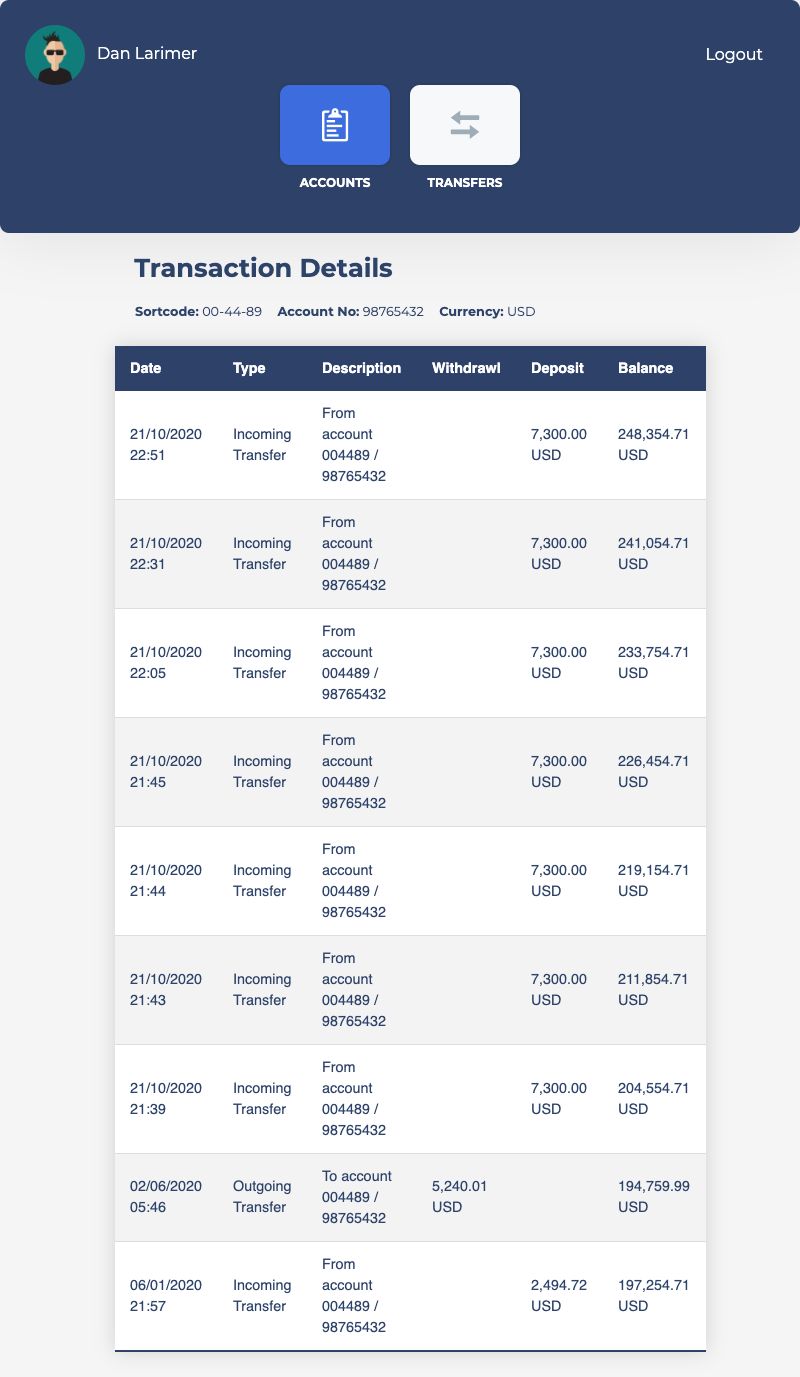 Dan Larimer
Logout
ACCOUNTS
TRANSFERS
Transaction Details
Sortcode: 00-44-89 Account No: 98765432 Currency: USD
Date Type Description Withdrawl Deposit Balance
21/10/2020
22:51
Incoming
Transfer
From
account
004489 /
98765432
7,300.00
USD
248,354.71
USD
21/10/2020
22:31
Incoming
Transfer
From
account
004489 /
98765432
7,300.00
USD
241,054.71
USD
21/10/2020
22:05
Incoming
Transfer
From
account
004489 /
98765432
7,300.00
USD
233,754.71
USD
21/10/2020
21:45
Incoming
Transfer
From
account
004489 /
98765432
7,300.00
USD
226,454.71
USD
21/10/2020
21:44
Incoming
Transfer
From
account
004489 /
98765432
7,300.00
USD
219,154.71
USD
21/10/2020
21:43
Incoming
Transfer
From
account
004489 /
98765432
7,300.00
USD
211,854.71
USD
21/10/2020
21:39
Incoming
Transfer
From
account
004489 /
98765432
7,300.00
USD
204,554.71
USD
02/06/2020
05:46
Outgoing
Transfer
To account
004489 /
98765432
5,240.01
USD
194,759.99
USD
06/01/2020
21:57
Incoming
Transfer
From
account
004489 /
98765432
2,494.72
USD
197,254.71
USD